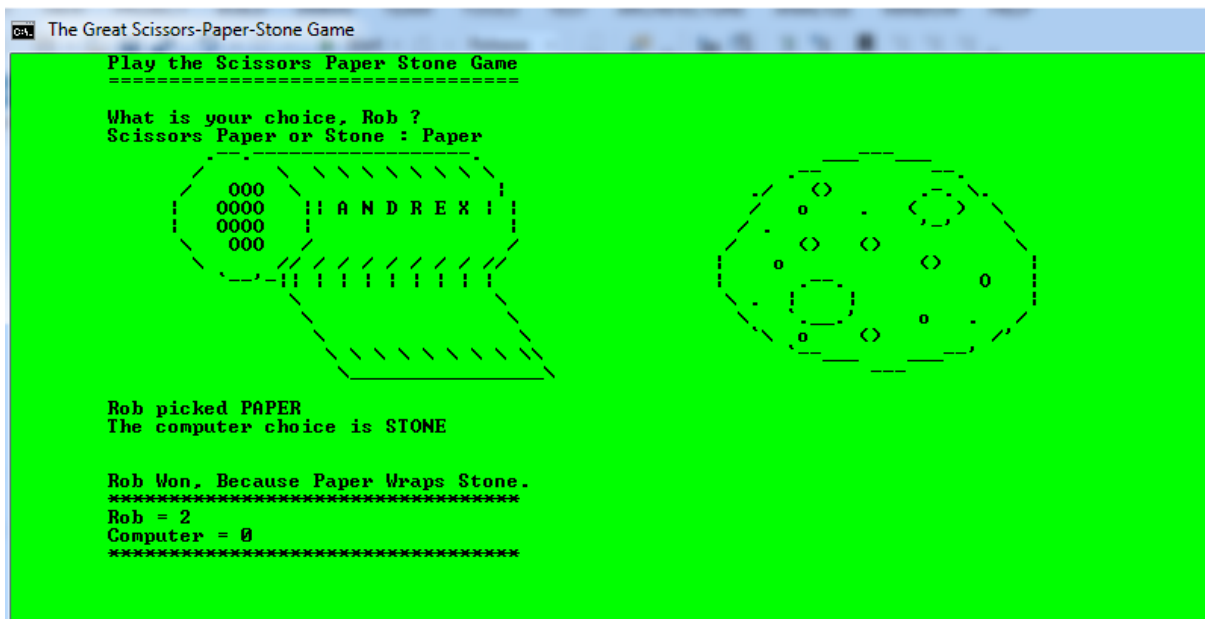 The Great Scissors-Paper-Stone Game
Play the Scissors Paper Stone Game
==================================
What is your choice, Rob ?
Scissors Paper or Stone : Paper
A N D R E X
Rob picked PAPER
The computer choice is STONE
Rob Won, Because Paper Wraps Stone.
**********************************
Rob = 2
Computer = 0
**********************************